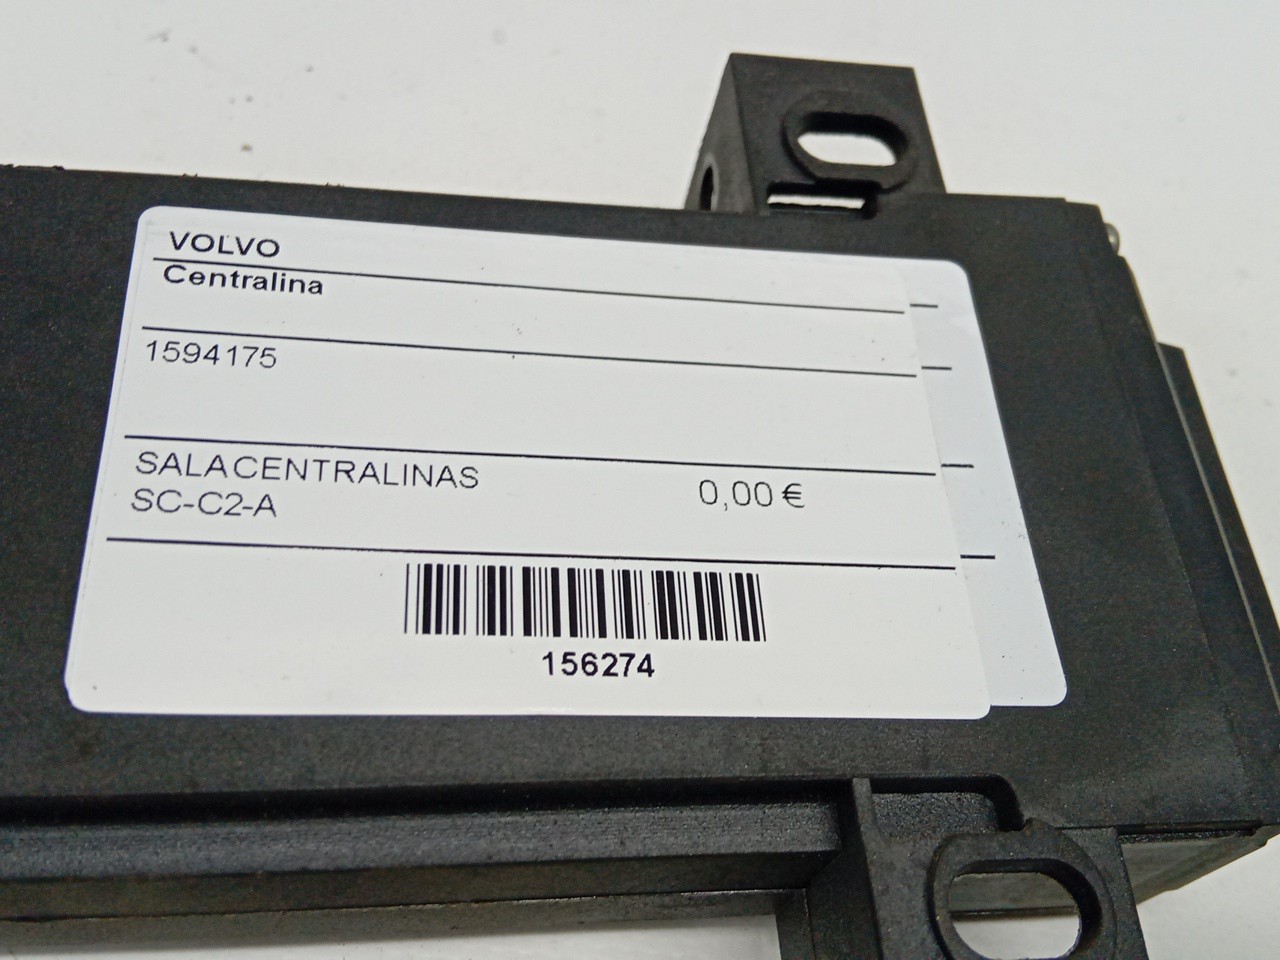 VOLVO
Centralina
1594175
SALACENTRALINAS
SC-C2-A
0,00 €
156274